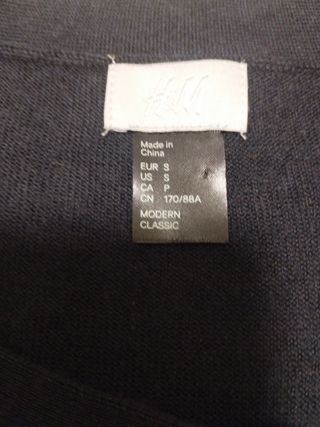 H&M
Made in
China
EUR S
US S
CA P
CN 170/88A
MODERN
CLASSIC